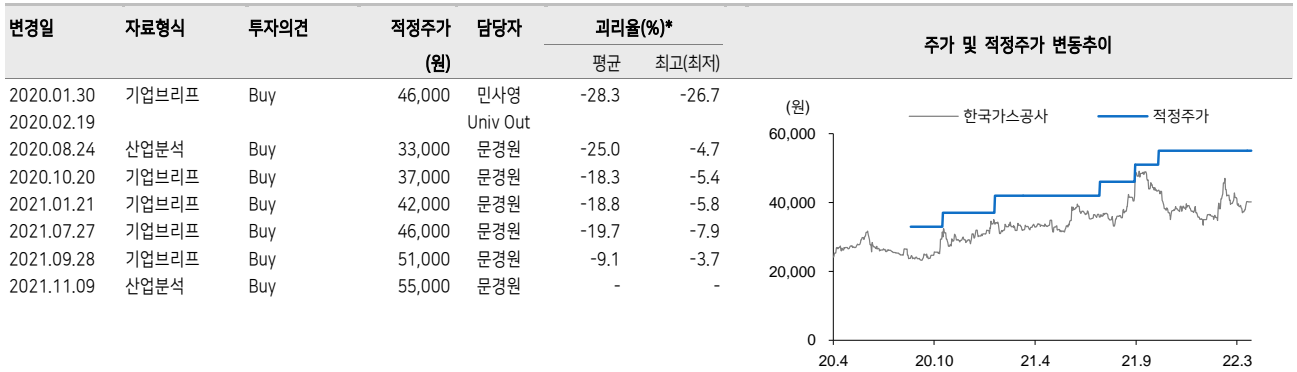 변경일 자료형식 투자의견 적정주가 담당자 괴리율(%)*
(원) 평균 최고(최저)
2020.01.30 기업브리프 Buy 46,000 민사영 -28.3 -26.7
2020.02.19 Univ Out
2020.08.24 산업분석 Buy 33,000 문경원 -25.0 -4.7
2020.10.20 기업브리프 Buy 37,000 문경원 -18.3 -5.4
2021.01.21 기업브리프 Buy 42,000 문경원 -18.8 -5.8
2021.07.27 기업브리프 Buy 46,000 문경원 -19.7 -7.9
2021.09.28 기업브리프 Buy 51,000 문경원 -9.1 -3.7
2021.11.09 산업분석 Buy 55,000 문경원 - -
주가 및 적정주가 변동추이
(원)
한국가스공사 적정주가
60,000
40,000
20,000
0
20.4 20.10 21.4 21.9 22.3